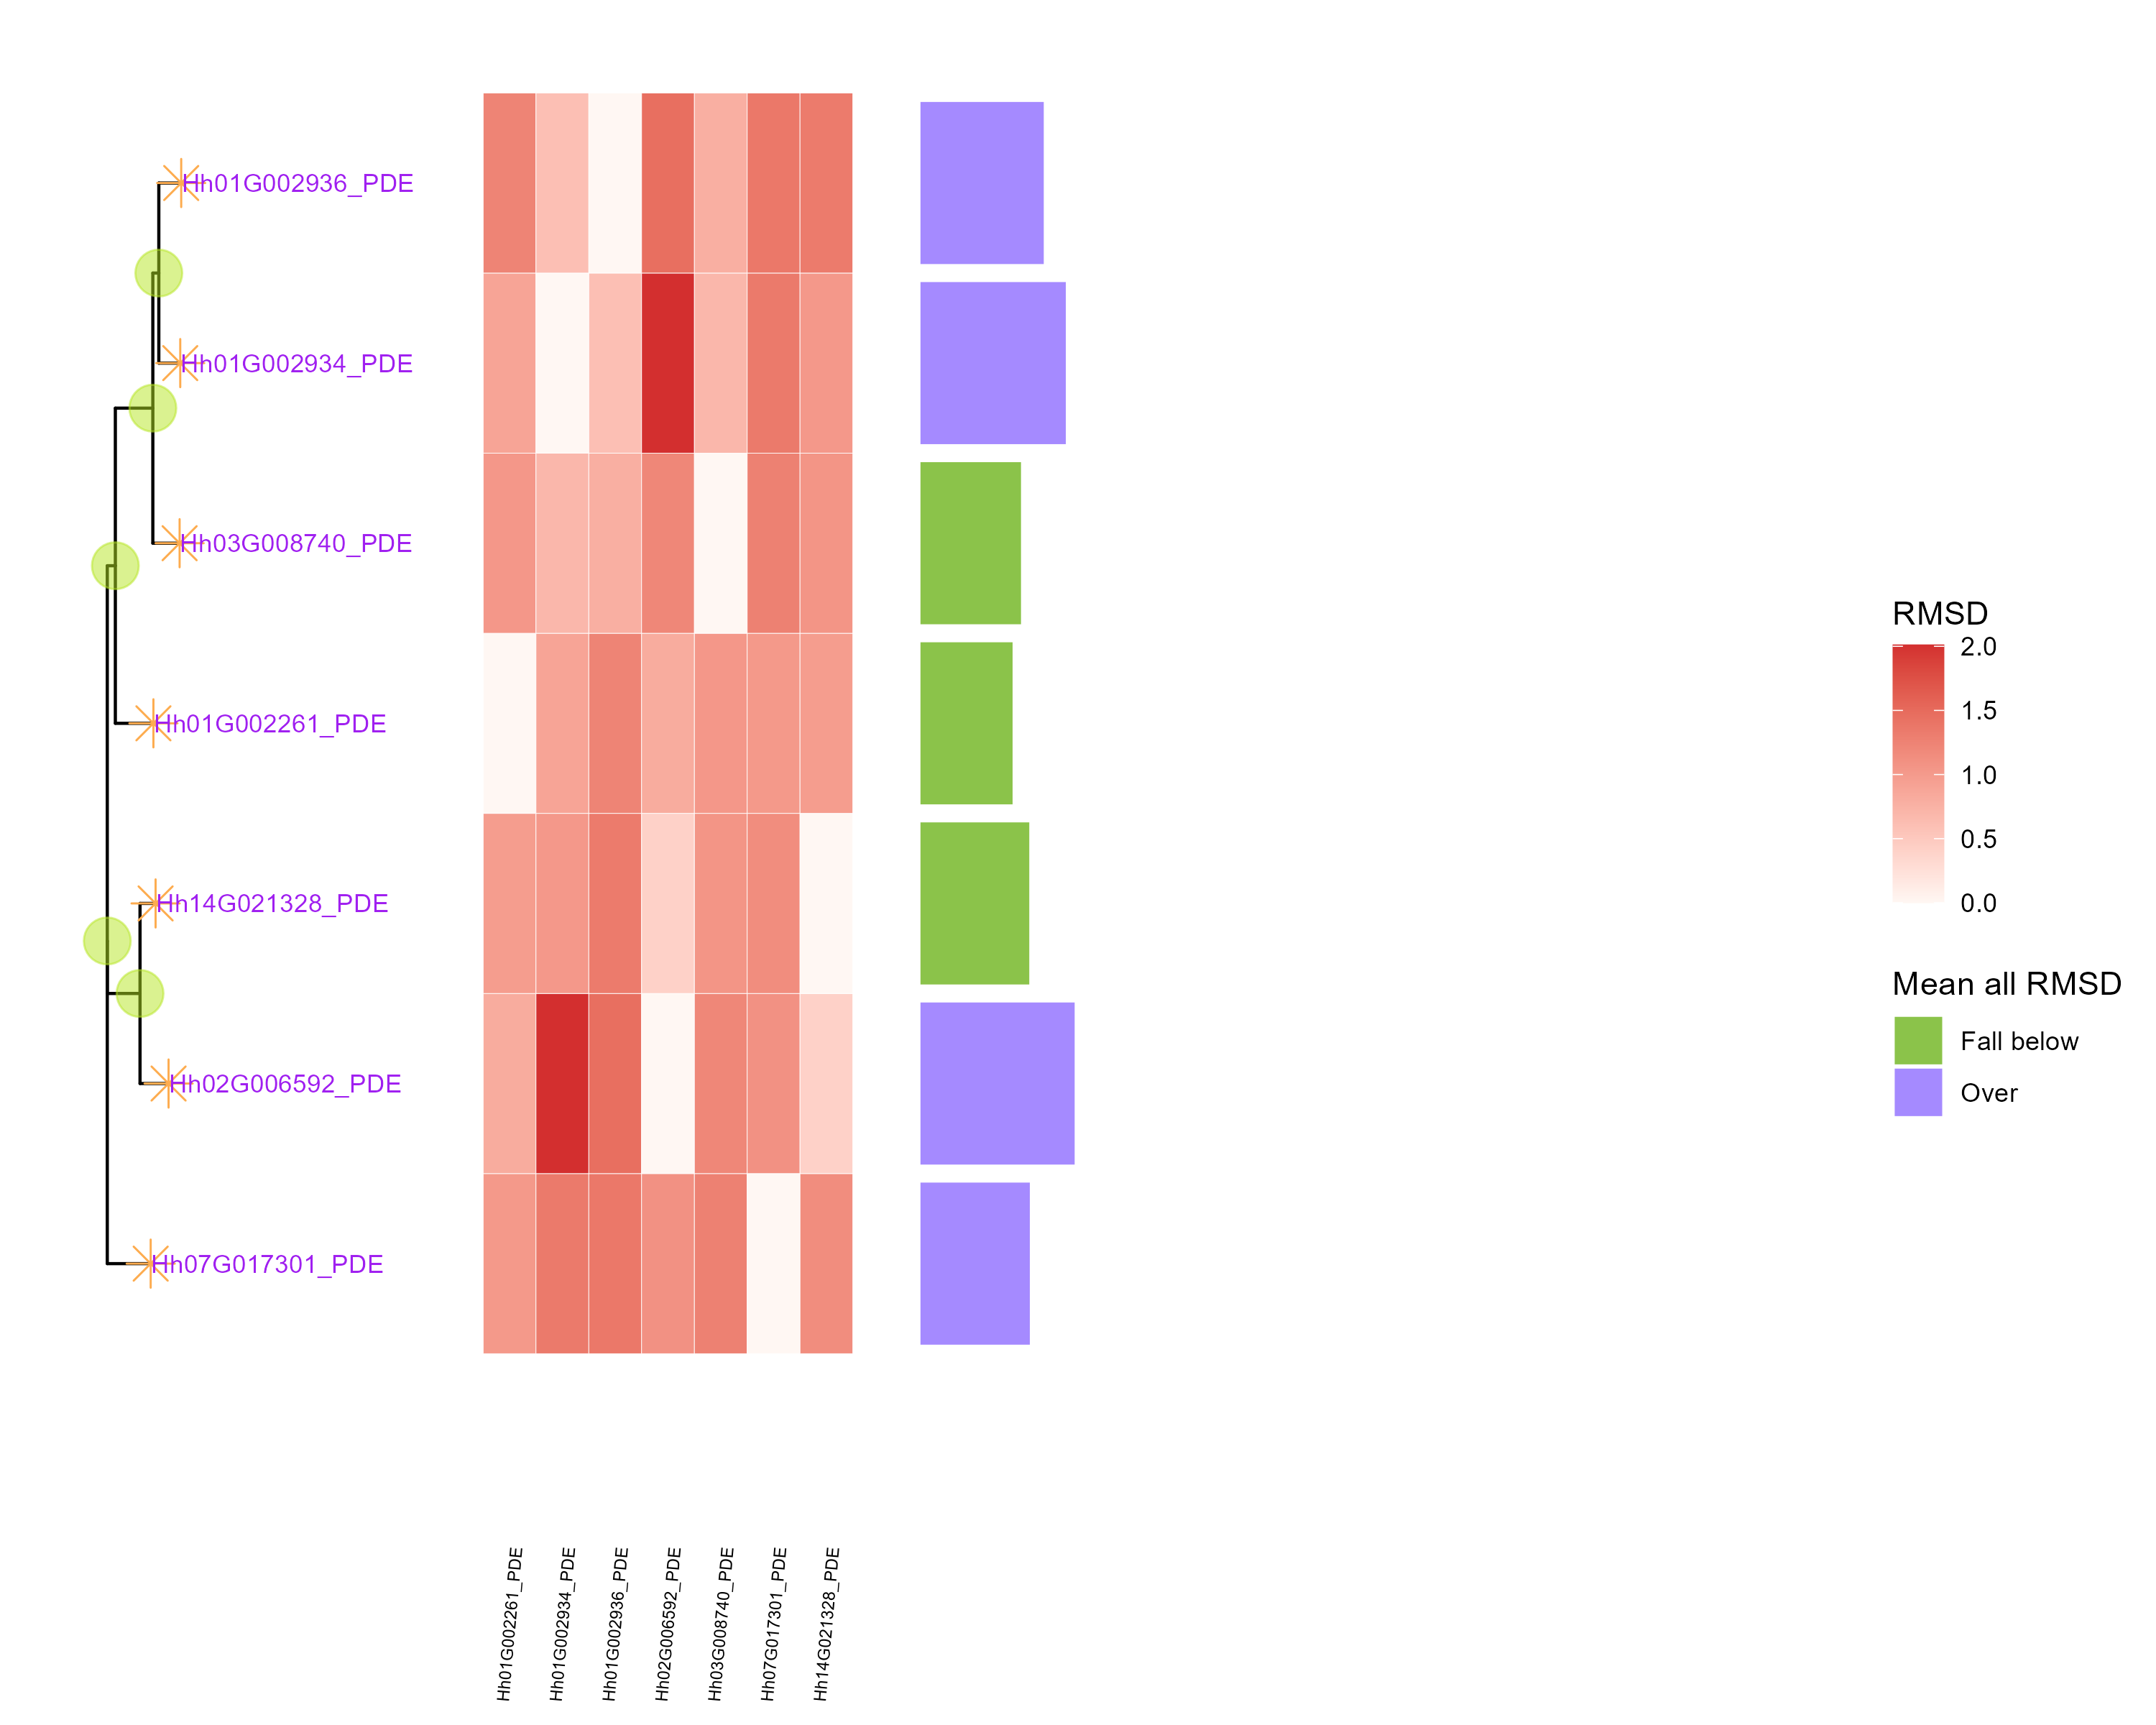 Hh01G002936_PDE
Hh01G002934_PDE
Hh03G008740_PDE
Hh01G002261_PDE
Hh14G021328_PDE
Hh02G006592_PDE
Hh07G017301_PDE
Hh01G002261_PDE
Hh01G002934_PDE
Hh01G002936_PDE
Hh02G006592_PDE
Hh03G008740_PDE
Hh07G017301_PDE
Hh14G021328_PDE
RMSD
2.0
1.5
1.0
0.5
0.0
Mean all RMSD
Fall below
Over